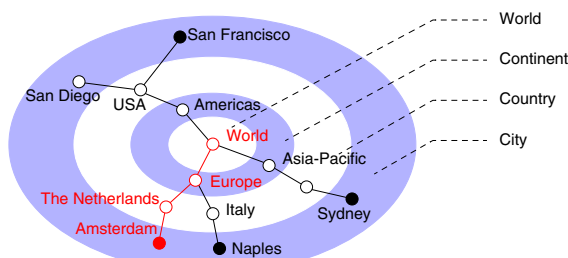 World
San Francisco
Continent
San Diego
USA
Americas
Country
World
Asia-Pacific
City
Europe
The Netherlands
Italy
Sydney
Amsterdam
Naples